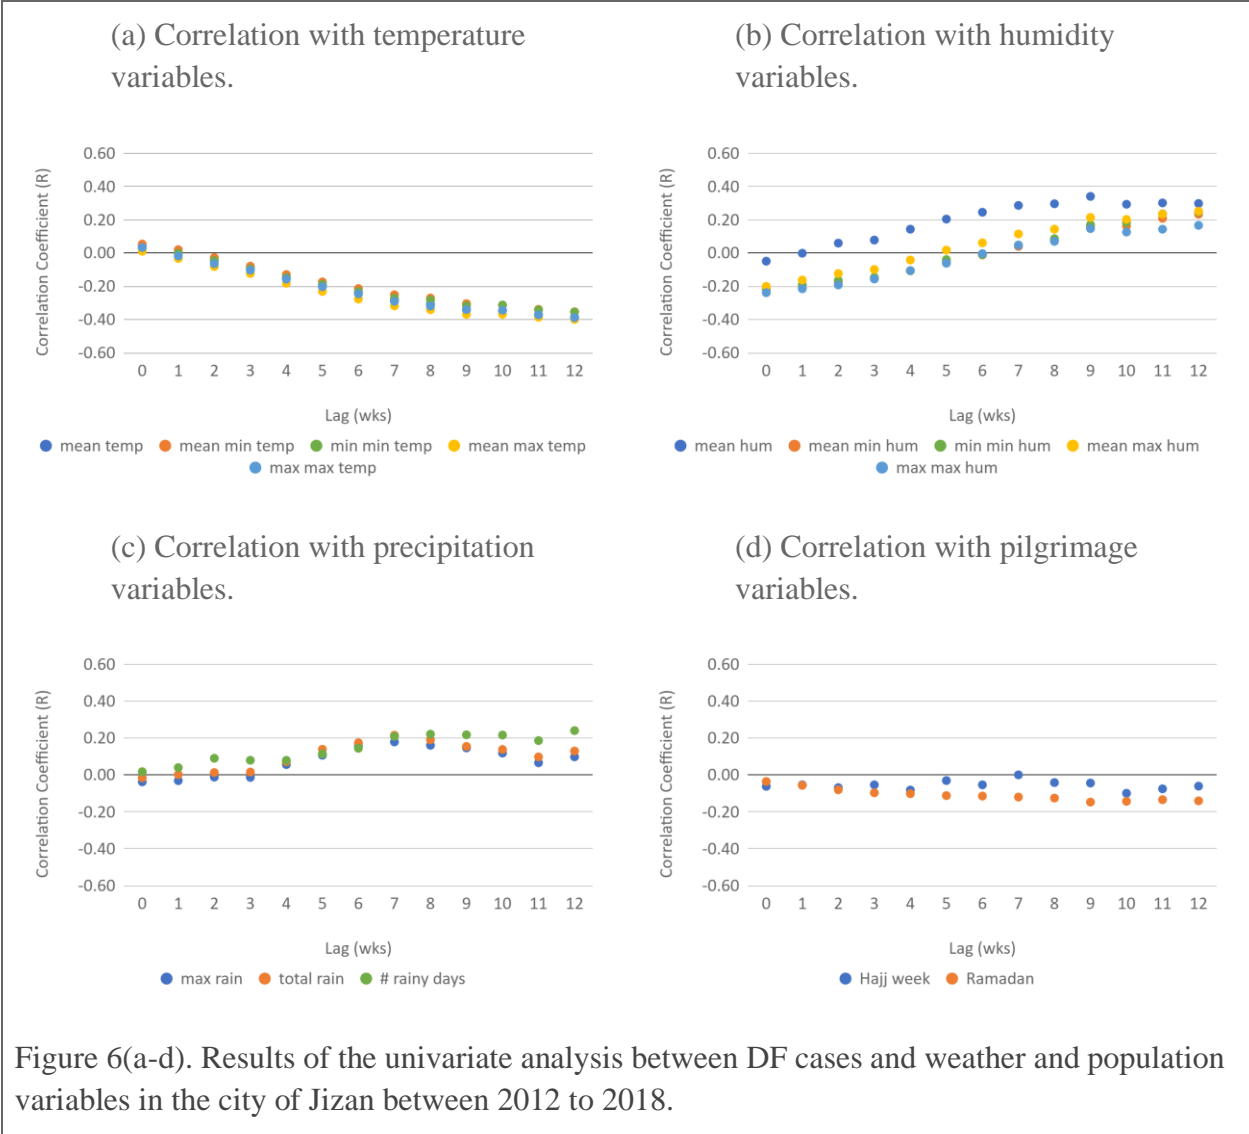 (a) Correlation with temperature
variables.
0.60
0.40
0.20
0.00
-0.20
-0.40
-0.60
Correlation Coefficient (R)
0 1 2 3 4 5 6 7 8 9 10 11 12
Lag (wks)
mean temp mean min temp min min temp mean max temp
max max temp
(b) Correlation with humidity
variables.
0.60
0.40
0.20
0.00
-0.20
-0.40
-0.60
Correlation Coefficient (R)
0 1 2 3 4 5 6 7 8 9 10 11 12
Lag (wks)
mean hum mean min hum min min hum mean max hum
max max hum
(c) Correlation with precipitation
variables.
0.60
0.40
0.20
0.00
-0.20
-0.40
-0.60
Correlation Coefficient (R)
0 1 2 3 4 5 6 7 8 9 10 11 12
Lag (wks)
max rain total rain # rainy days
(d) Correlation with pilgrimage
variables.
0.60
0.40
0.20
0.00
-0.20
-0.40
-0.60
Correlation Coefficient (R)
0 1 2 3 4 5 6 7 8 9 10 11 12
Lag (wks)
Hajj week Ramadan
Figure 6(a-d). Results of the univariate analysis between DF cases and weather and population
variables in the city of Jizan between 2012 to 2018.